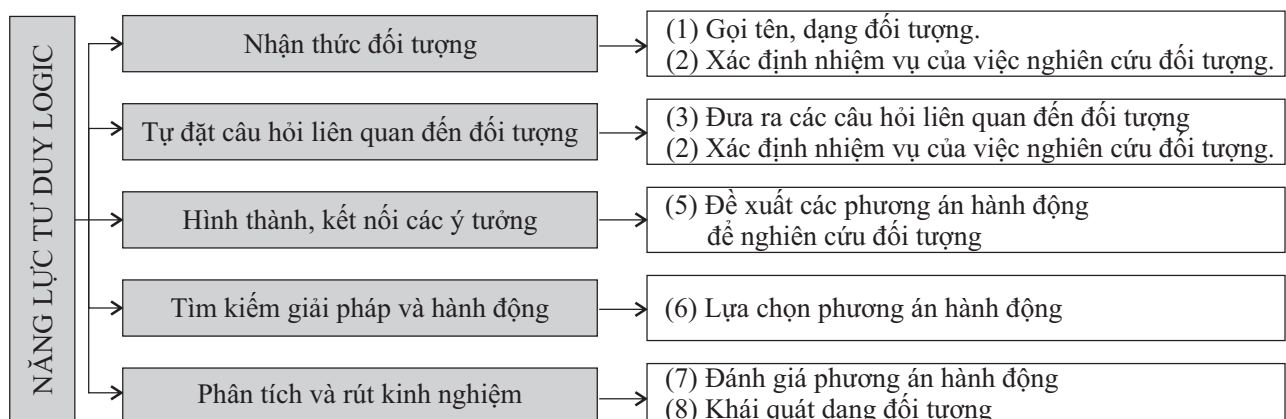 NĂNG LỰC TƯ DUY LOGIC
Nhận thức đối tượng
(1) Gọi tên, dạng đối tượng.
(2) Xác định nhiệm vụ của việc nghiên cứu đối tượng.
Tự đặt câu hỏi liên quan đến đối tượng
(3) Đưa ra các câu hỏi liên quan đến đối tượng
(2) Xác định nhiệm vụ của việc nghiên cứu đối tượng.
Hình thành, kết nối các ý tưởng
(5) Đề xuất các phương án hành động
để nghiên cứu đối tượng
Tìm kiếm giải pháp và hành động
(6) Lựa chọn phương án hành động
Phân tích và rút kinh nghiệm
(7) Đánh giá phương án hành động
(8) Khái quát dạng đối tượng